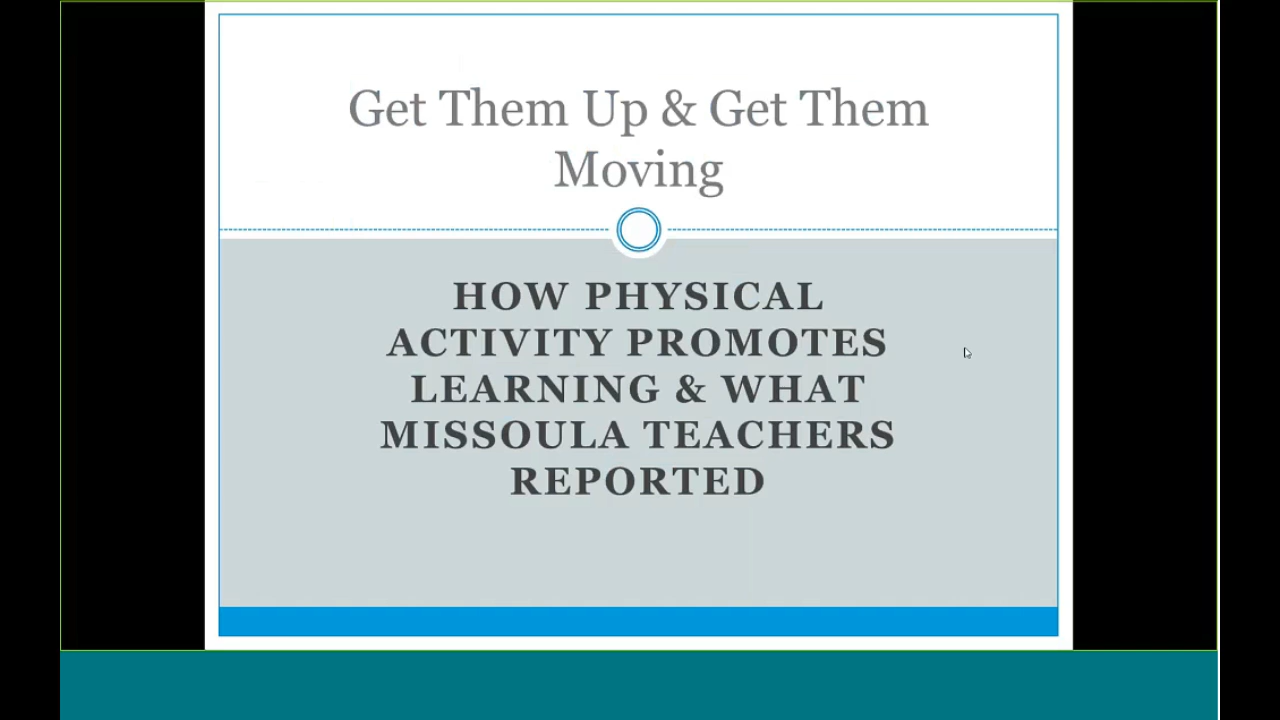 Get Them Up & Get Them
Moving
HOW PHYSICAL
ACTIVITY PROMOTES
LEARNING & WHAT
MISSOULA TEACHERS
REPORTED